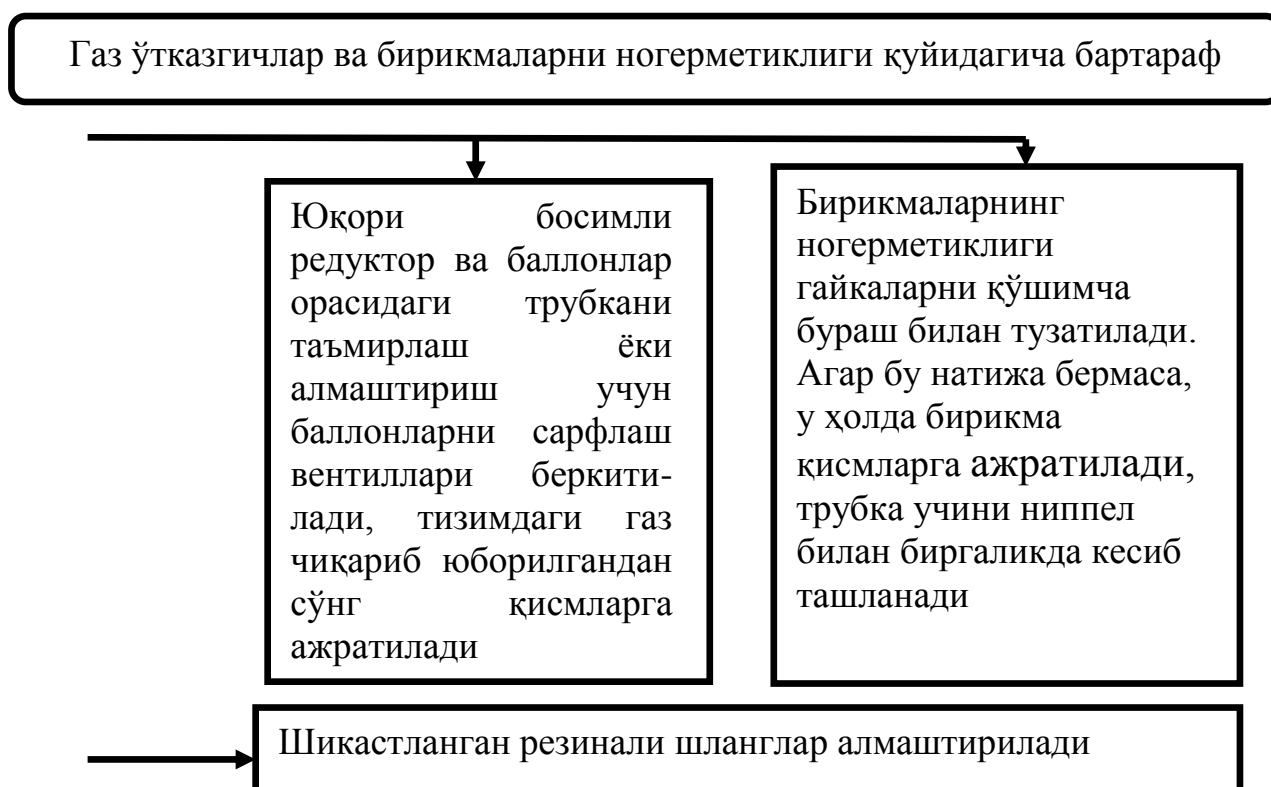 Газ ўтказгичлар ва бирикмаларни ногерметиклиги қуйидагича бартараф
Юқори босимли
редуктор ва баллонлар
орасидаги трубкани
таъмирлаш ёки
алмаштириш учун
баллонларни сарфлаш
вентиллари беркити-
лади, тизимдаги газ
чиқариб юборилгандан
сўнг қисмларга
ажратилади
Бирикмаларнинг
ногерметиклиги
гайкаларни қўшимча
бураш билан тузатилади.
Агар бу натижа бермаса,
у ҳолда бирикма
қисмларга ажратилади,
трубка учини ниппел
билан биргаликда кесиб
ташланади
Шикастланган резинали шланглар алмаштирилади